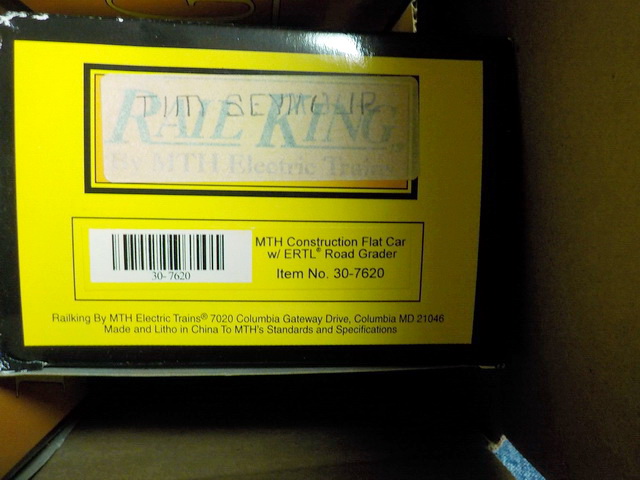 TIM SEYMOUR
RAIL KING
By MTH Electric Trains
MTH Construction Flat Car
w/ ERTL® Road Grader
30-7620
Item No. 30-7620
Railking By MTH Electric Trains® 7020 Columbia Gateway Drive, Columbia MD 21046
Made and Litho in China To MTH's Standards and Specifications